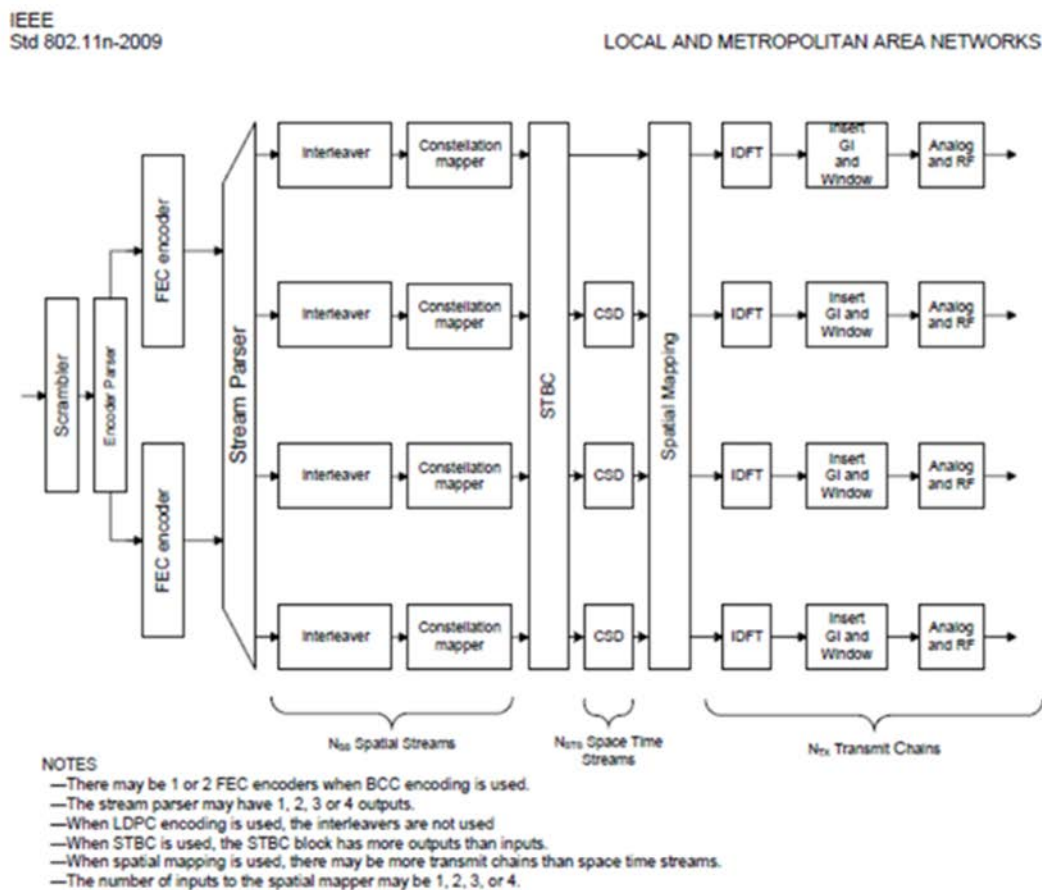 IEEE
Std 802.11n-2009
LOCAL AND METROPOLITAN AREA NETWORKS
Scrambler
Encoder Parser
FEC encoder
FEC encoder
Stream Parser
Interleaver
Constellation
mapper
Interleaver
Constellation
mapper
Interleaver
Constellation
mapper
Interleaver
Constellation
mapper
STBC
CSD
CSD
CSD
Spatial Mapping
IDFT
Insert
GI
and
Window
Analog
and RF
IDFT
Insert
GI and
Window
Analog
and RF
IDFT
Insert
GI and
Window
Analog
and RF
IDFT
Insert
GI and
Window
Analog
and RF
NSS Spatial Streams
NSTS Space Time
Streams
NTX Transmit Chains
NOTES
—There may be 1 or 2 FEC encoders when BCC encoding is used.
—The stream parser may have 1, 2, 3 or 4 outputs.
—When LDPC encoding is used, the interleavers are not used
—When STBC is used, the STBC block has more outputs than inputs.
—When spatial mapping is used, there may be more transmit chains than space time streams.
—The number of inputs to the spatial mapper may be 1, 2, 3, or 4.